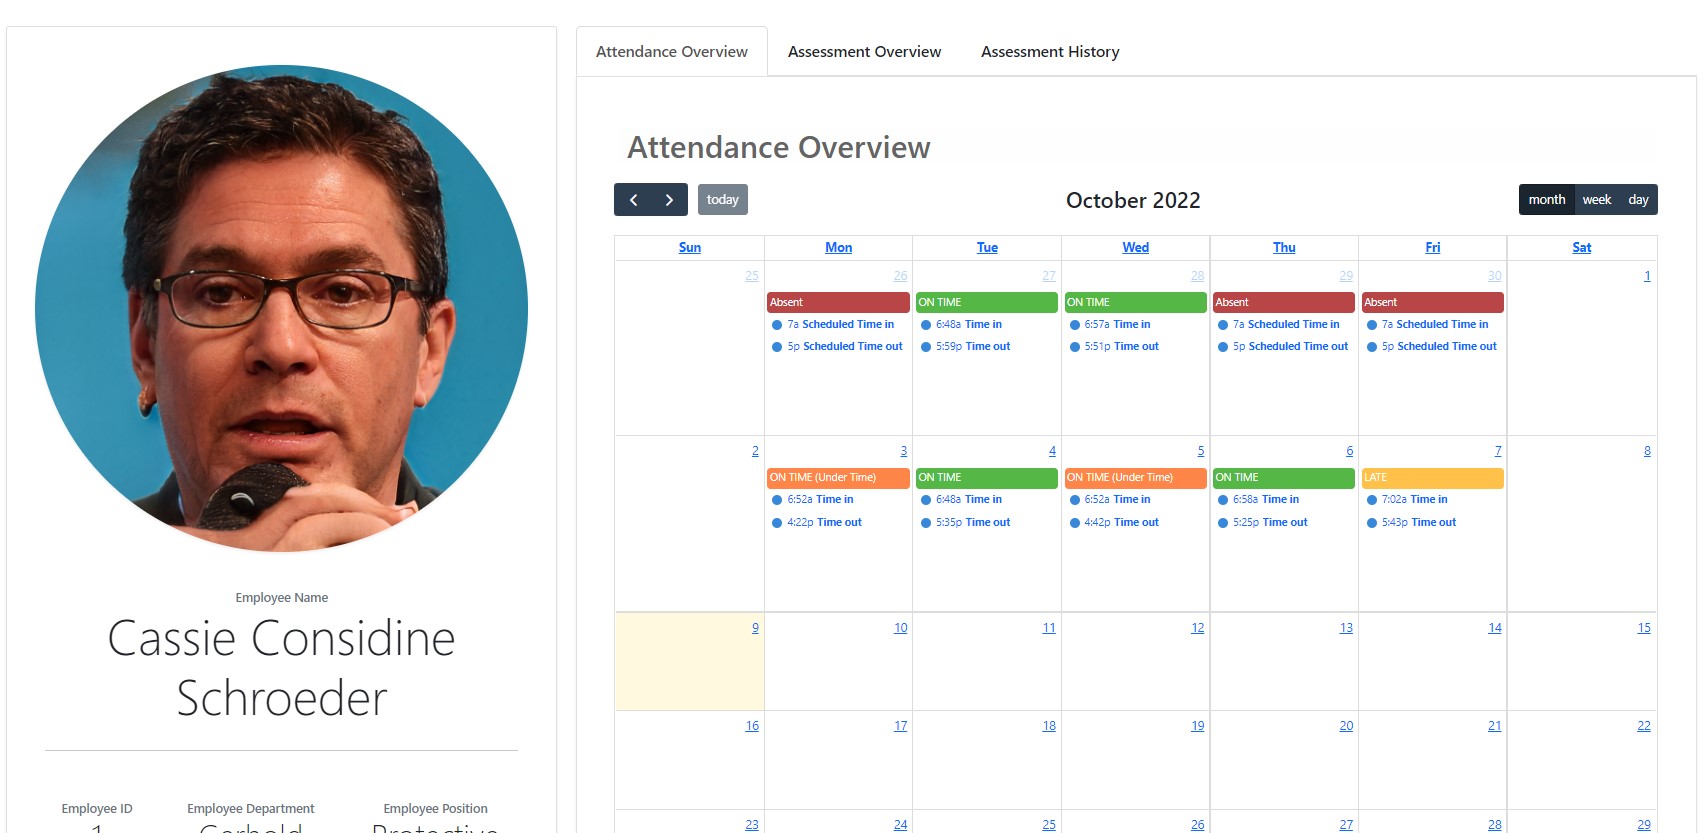 Employee Name
Cassie Considine
Schroeder
Employee ID Employee Department Employee Position
1
Attendance Overview Assessment Overview Assessment History
Attendance Overview
today October 2022 month week day
Sun Mon Tue Wed Thu Fri Sat
25 26 27 28 29 30 1
Absent ON TIME ON TIME Absent Absent
7a Scheduled Time in 6:48a Time in 6:57a Time in 7a Scheduled Time in 7a Scheduled Time in
5p Scheduled Time out 5:59p Time out 5:51p Time out 5p Scheduled Time out 5p Scheduled Time out
2 3 4 5 6 7 8
ON TIME (Under Time) ON TIME ON TIME (Under Time) ON TIME LATE
6:52a Time in 6:48a Time in 6:52a Time in 6:58a Time in 7:02a Time in
4:22p Time out 5:35p Time out 4:42p Time out 5:25p Time out 5:43p Time out
9 10 11 12 13 14 15
16 17 18 19 20 21 22
23 24 25 26 27 28 29